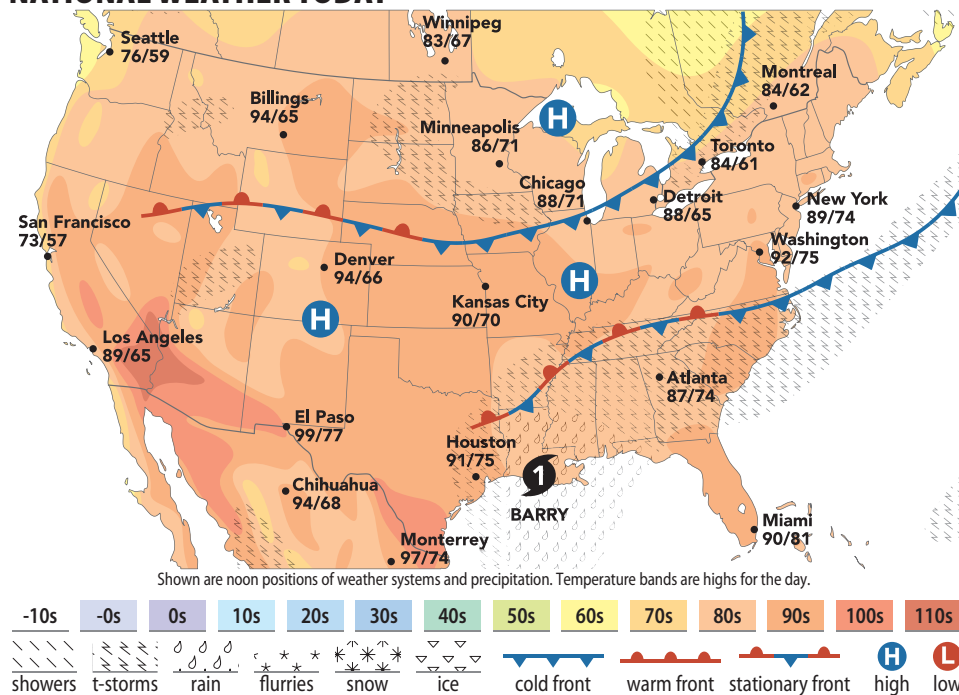 NATIONAL WEATHER TODAY
Winnipeg
83/67
Seattle
76/59
Montreal
84/62
Billings
94/65
H
Minneapolis
86/71
Toronto
84/61
Chicago
88/71
Detroit
88/65
New York
89/74
San Francisco
73/57
Washington
92/75
Denver
94/66
H
Kansas City
90/70
H
Los Angeles
89/65
Atlanta
87/74
El Paso
99/77
Houston
91/75
1
BARRY
Chihuahua
94/68
Miami
90/81
Monterrey
97/74
Shown are noon positions of weather systems and precipitation. Temperature bands are highs for the day.
-10s -0s 0s 10s 20s 30s 40s 50s 60s 70s 80s 90s 100s 110s
H L
showers t-storms rain flurries snow ice cold front warm front stationary front high low